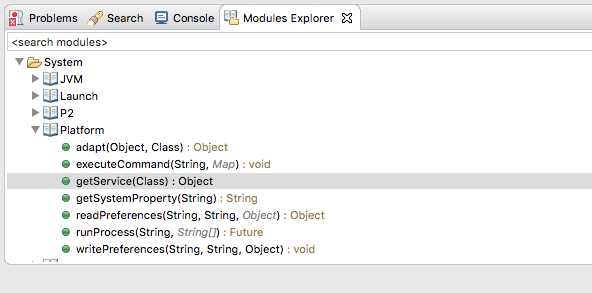 Problems Search Console Modules Explorer
<search modules>
System
JVM
Launch
P2
Platform
adapt(Object, Class) : Object
executeCommand(String, Map) : void
getService(Class) : Object
getSystemProperty(String) : String
readPreferences(String, String, Object) : Object
runProcess(String, String[]) : Future
writePreferences(String, String, Object) : void